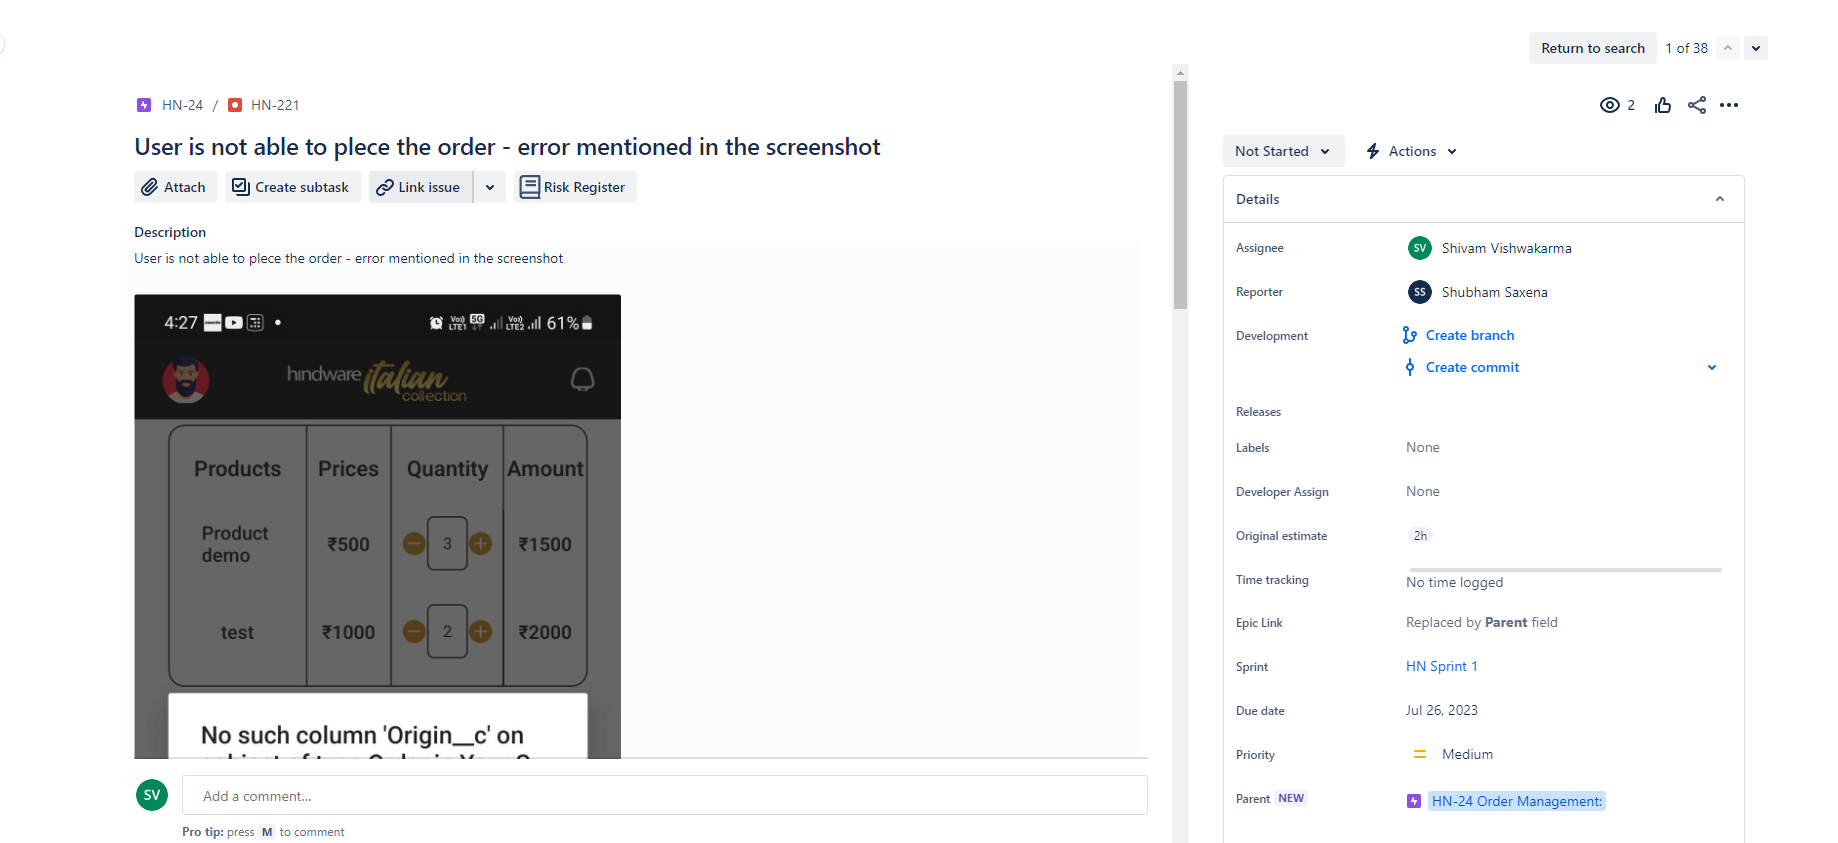 Return to search
1 of 38
HN-24 / HN-221
2
User is not able to plece the order - error mentioned in the screenshot
Attach
Create subtask
Link issue
Risk Register
Description
User is not able to plece the order - error mentioned in the screenshot
4:27
Vo)) LTE1 5G Vo)) LTE2 61%
hindware italian
collection
Products Prices Quantity Amount
Product
demo
₹500 3 ₹1500
test ₹1000 2 ₹2000
No such column 'Origin__c' on
SV
Add a comment...
Pro tip: press M to comment
Not Started
Actions
Details
Assignee
SV Shivam Vishwakarma
Reporter
SS Shubham Saxena
Development
Create branch
Create commit
Releases
Labels
None
Developer Assign
None
Original estimate
2h
Time tracking
No time logged
Epic Link
Replaced by Parent field
Sprint
HN Sprint 1
Due date
Jul 26, 2023
Priority
Medium
Parent NEW
HN-24 Order Management: